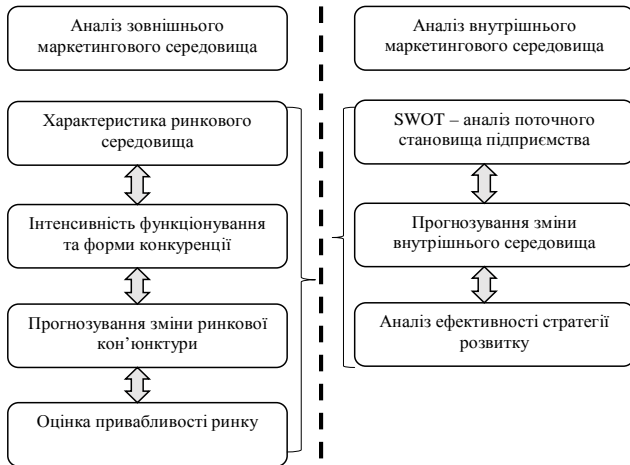 Аналіз зовнішнього
маркетингового середовища
Характеристика ринкового
середовища
Інтенсивність функціонування
та форми конкуренції
Прогнозування зміни ринкової
кон’юнктури
Оцінка привабливості ринку
Аналіз внутрішнього
маркетингового середовища
SWOT – аналіз поточного
становища підприємства
Прогнозування зміни
внутрішнього середовища
Аналіз ефективності стратегії
розвитку